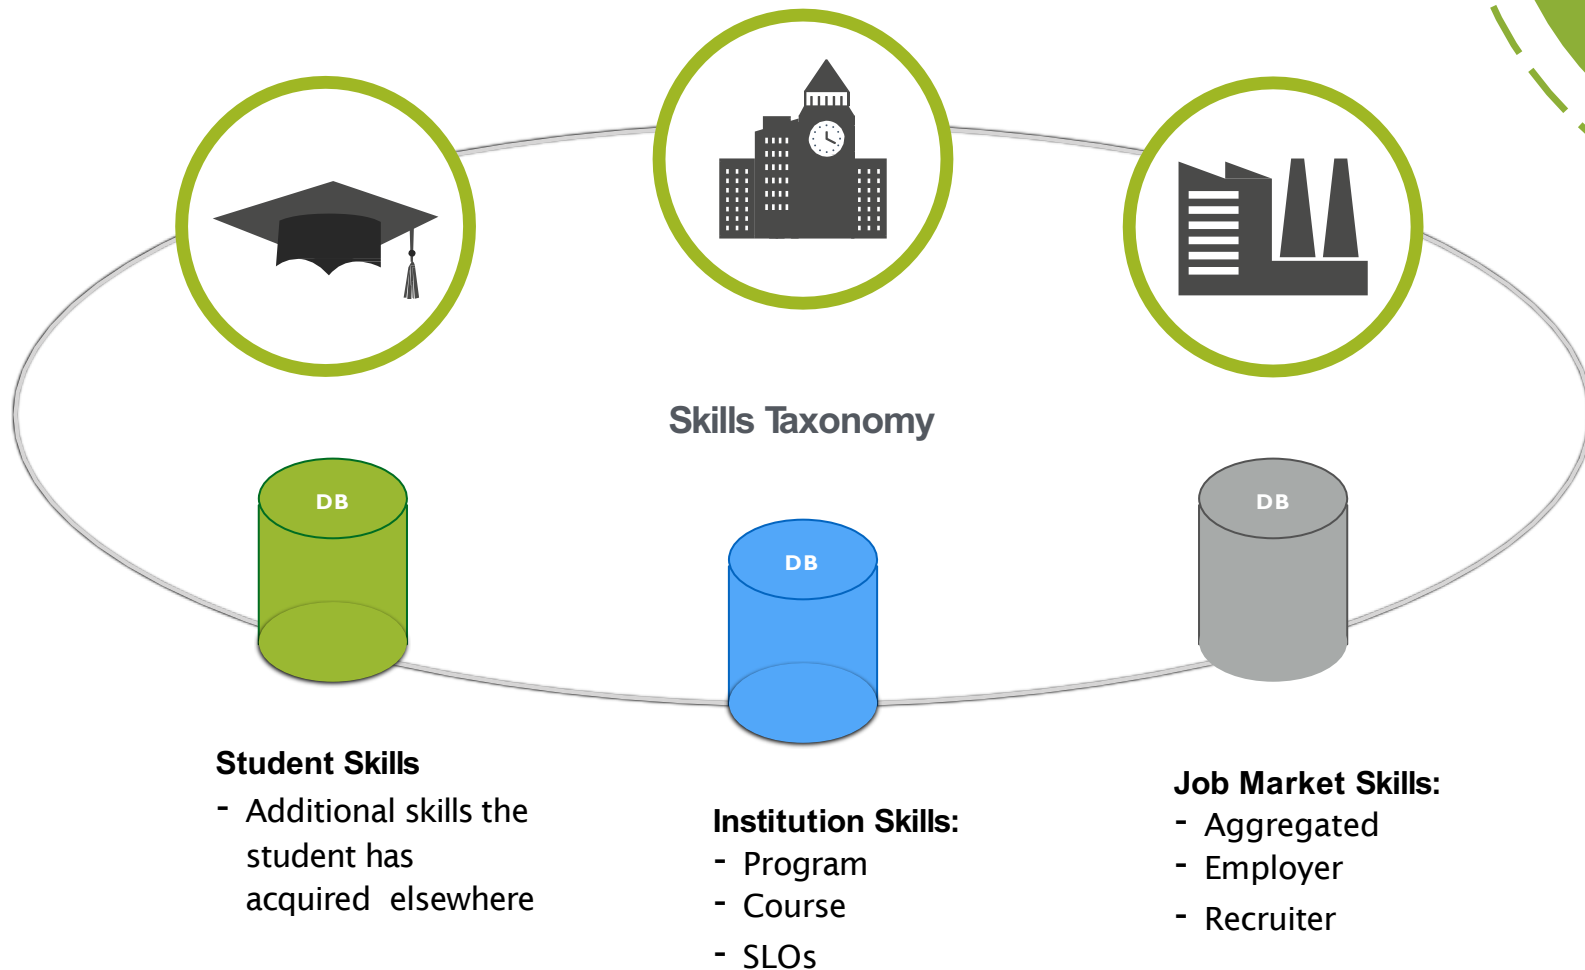 Skills Taxonomy
DB
DB
DB
Student Skills
- Additional skills the
student has
acquired elsewhere
Institution Skills:
- Program
- Course
- SLOs
Job Market Skills:
- Aggregated
- Employer
- Recruiter